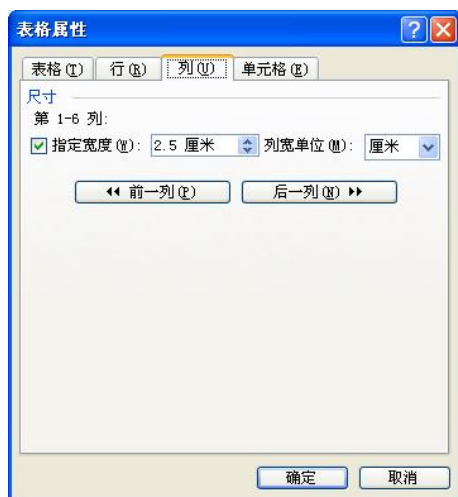 表格属性
表格(T) 行(R) 列(U) 单元格(E)
尺寸
第 1-6 列:
指定宽度(W): 2.5 厘米 列宽单位(M): 厘米
前一列(P) 后一列(N)
确定 取消